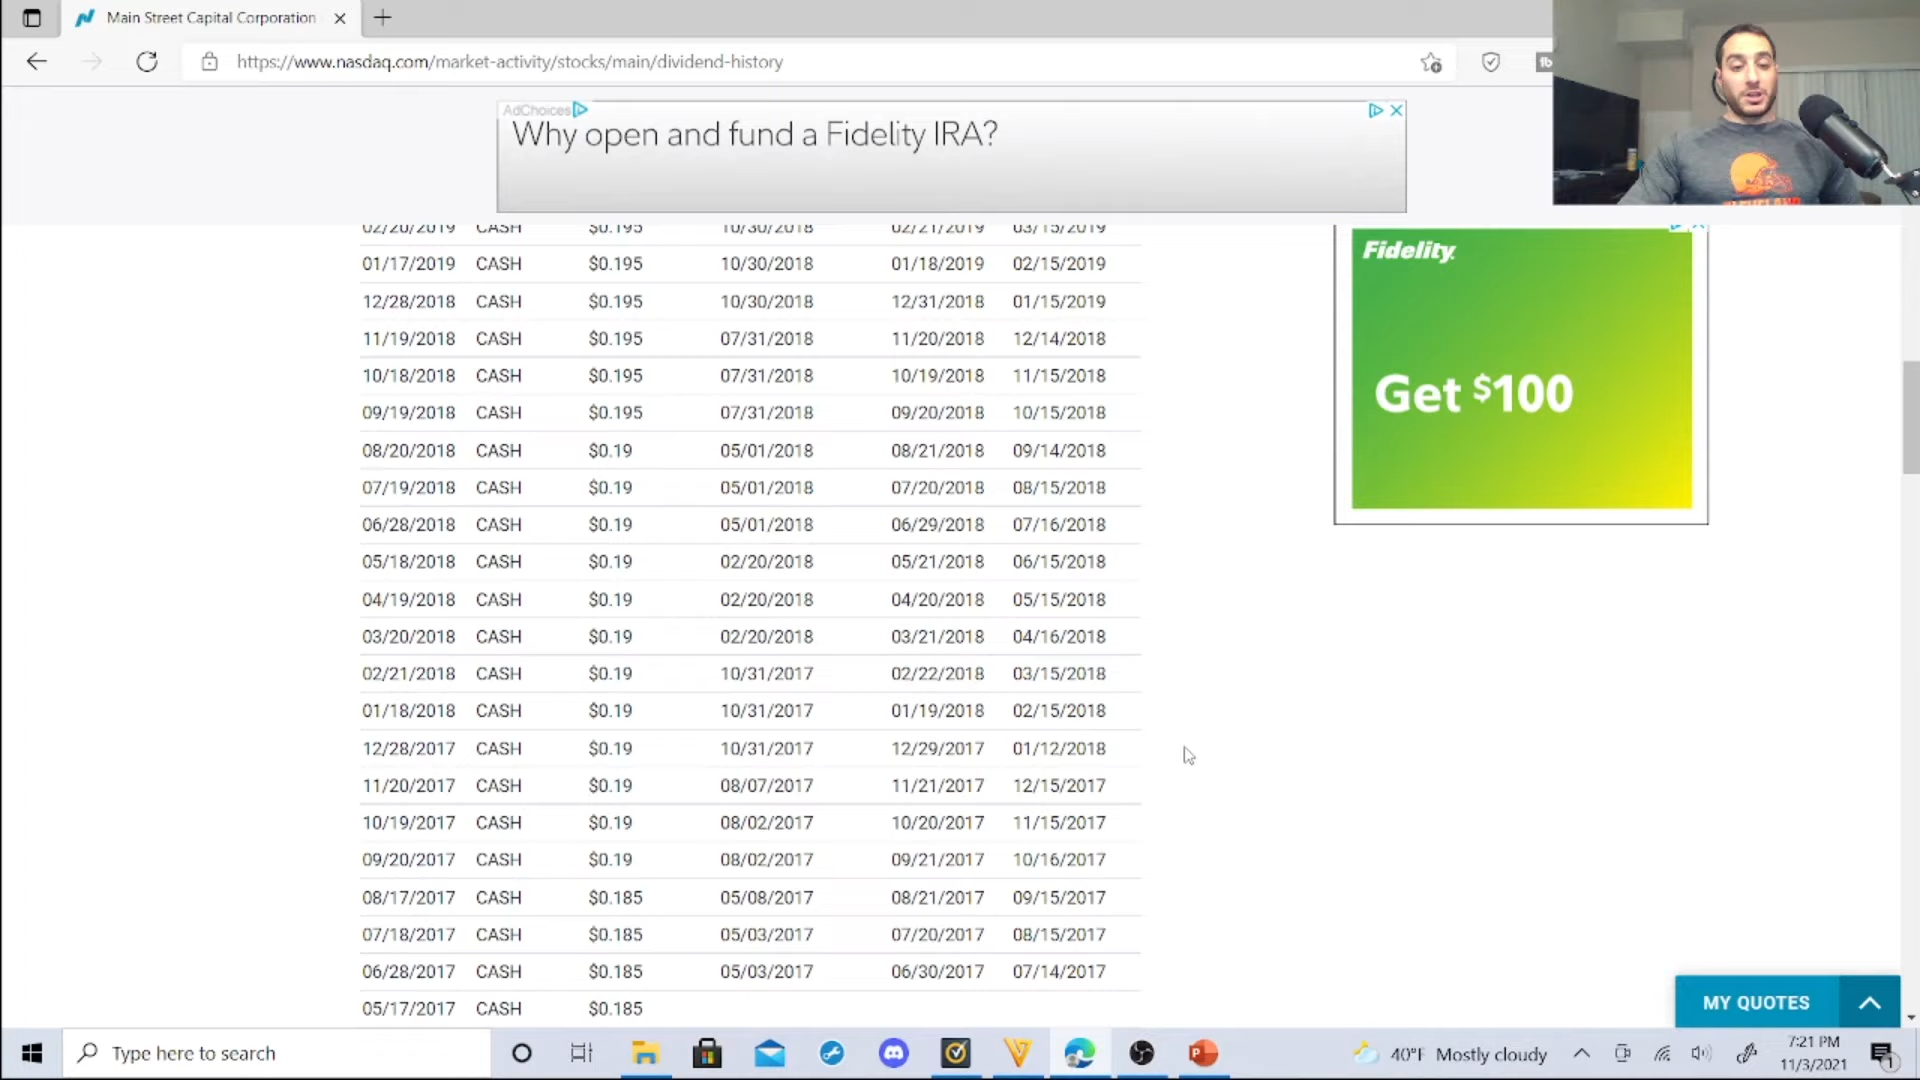 Main Street Capital Corporation
https://www.nasdaq.com/market-activity/stocks/main/dividend-history
AdChoices
Why open and fund a Fidelity IRA?
02/20/2019 CASH $0.195 10/30/2018 02/21/2019 03/15/2019
01/17/2019 CASH $0.195 10/30/2018 01/18/2019 02/15/2019
12/28/2018 CASH $0.195 10/30/2018 12/31/2018 01/15/2019
11/19/2018 CASH $0.195 07/31/2018 11/20/2018 12/14/2018
10/18/2018 CASH $0.195 07/31/2018 10/19/2018 11/15/2018
09/19/2018 CASH $0.195 07/31/2018 09/20/2018 10/15/2018
08/20/2018 CASH $0.19 05/01/2018 08/21/2018 09/14/2018
07/19/2018 CASH $0.19 05/01/2018 07/20/2018 08/15/2018
06/28/2018 CASH $0.19 05/01/2018 06/29/2018 07/16/2018
05/18/2018 CASH $0.19 02/20/2018 05/21/2018 06/15/2018
04/19/2018 CASH $0.19 02/20/2018 04/20/2018 05/15/2018
03/20/2018 CASH $0.19 02/20/2018 03/21/2018 04/16/2018
02/21/2018 CASH $0.19 10/31/2017 02/22/2018 03/15/2018
01/18/2018 CASH $0.19 10/31/2017 01/19/2018 02/15/2018
12/28/2017 CASH $0.19 10/31/2017 12/29/2017 01/12/2018
11/20/2017 CASH $0.19 08/07/2017 11/21/2017 12/15/2017
10/19/2017 CASH $0.19 08/02/2017 10/20/2017 11/15/2017
09/20/2017 CASH $0.19 08/02/2017 09/21/2017 10/16/2017
08/17/2017 CASH $0.185 05/08/2017 08/21/2017 09/15/2017
07/18/2017 CASH $0.185 05/03/2017 07/20/2017 08/15/2017
06/28/2017 CASH $0.185 05/03/2017 06/30/2017 07/14/2017
05/17/2017 CASH $0.185
Fidelity
Get $100
MY QUOTES
Type here to search
40°F Mostly cloudy
7:21 PM
11/3/2021
1